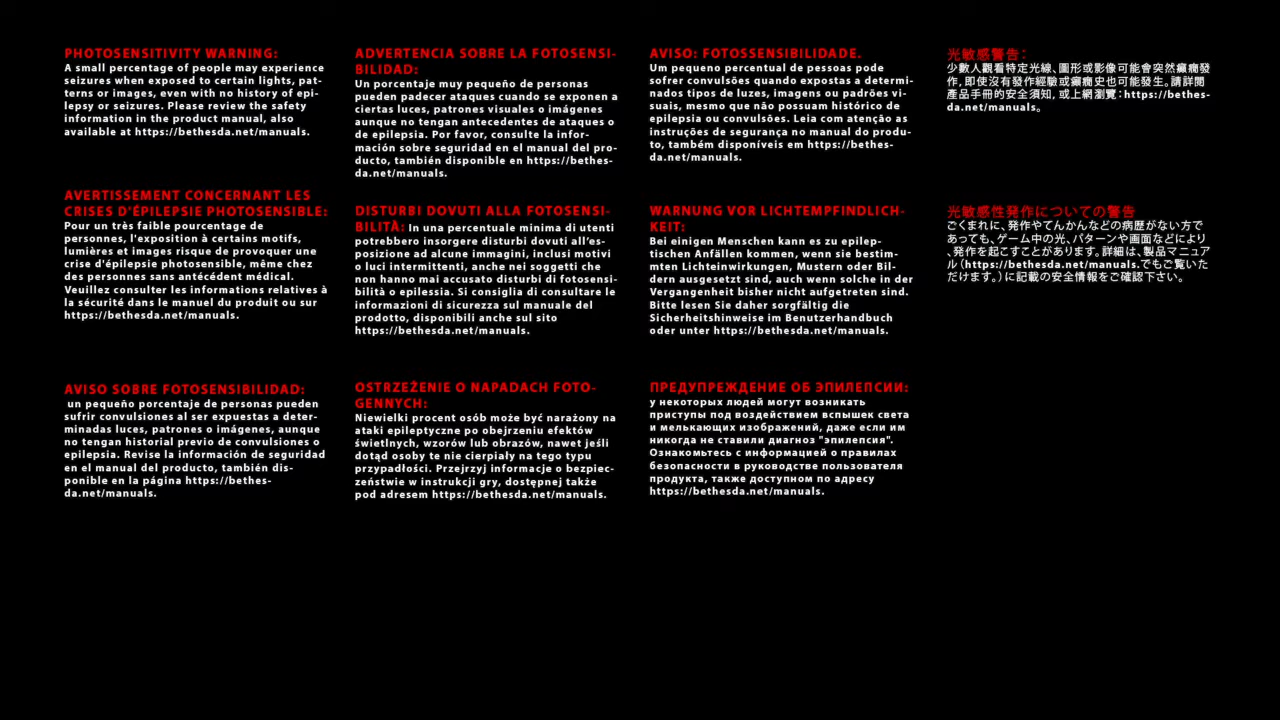 PHOTOSENSITIVITY WARNING:
A small percentage of people may experience
seizures when exposed to certain lights, pat-
terns or images, even with no history of epi-
lepsy or seizures. Please review the safety
information in the product manual, also
available at https://bethesda.net/manuals.
ADVERTENCIA SOBRE LA FOTOSENSI-
BILIDAD:
Un porcentaje muy pequeño de personas
pueden padecer ataques cuando se exponen a
ciertas luces, patrones visuales o imágenes
aunque no tengan antecedentes de ataques o
de epilepsia. Por favor, consulte la infor-
mación sobre seguridad en el manual del pro-
ducto, también disponible en https://bethes-
da.net/manuals.
AVISO: FOTOSSENSIBILIDADE.
Um pequeno percentual de pessoas pode
sofrer convulsões quando expostas a determi-
nados tipos de luzes, imagens ou padrões vi-
suais, mesmo que não possuam histórico de
epilepsia ou convulsões. Leia com atenção as
instruções de segurança no manual do produ-
to, também disponíveis em https://bethes-
da.net/manuals.
光敏感警告：
少數人觀看特定光線、圖形或影像可能會突然癲癇發
作，即使沒有發作經驗或癲癇史也可能發生。請詳閱
產品手冊的安全須知，或上網瀏覽：https://bethes-
da.net/manuals。
AVERTISSEMENT CONCERNANT LES
CRISES D'ÉPILEPSIE PHOTOSENSIBLE:
Pour un très faible pourcentage de
personnes, l'exposition à certains motifs,
lumières et images risque de provoquer une
crise d'épilepsie photosensible, même chez
des personnes sans antécédent médical.
Veuillez consulter les informations relatives à
la sécurité dans le manuel du produit ou sur
https://bethesda.net/manuals.
DISTURBI DOVUTI ALLA FOTOSENSI-
BILITÀ: In una percentuale minima di utenti
potrebbero insorgere disturbi dovuti all’es-
posizione ad alcune immagini, inclusi motivi
o luci intermittenti, anche nei soggetti che
non hanno mai accusato disturbi di fotosensi-
bilità o epilessia. Si consiglia di consultare le
informazioni di sicurezza sul manuale del
prodotto, disponibili anche sul sito
https://bethesda.net/manuals.
WARNUNG VOR LICHTEMPFINDLICH-
KEIT:
Bei einigen Menschen kann es zu epilep-
tischen Anfällen kommen, wenn sie bestim-
mten Lichteinwirkungen, Mustern oder Bil-
dern ausgesetzt sind, auch wenn solche in der
Vergangenheit bisher nicht aufgetreten sind.
Bitte lesen Sie daher sorgfältig die
Sicherheitshinweise im Benutzerhandbuch
oder unter https://bethesda.net/manuals.
光敏感性発作についての警告
ごくまれに、発作やてんかんなどの病歴がない方で
あっても、ゲーム中の光、パターンや画面などにより
、発作を起こすことがあります。詳細は、製品マニュア
ル（https://bethesda.net/manuals.でもご覧いた
だけます。）に記載の安全情報をご確認下さい。
AVISO SOBRE FOTOSENSIBILIDAD:
un pequeño porcentaje de personas pueden
sufrir convulsiones al ser expuestas a deter-
minadas luces, patrones o imágenes, aunque
no tengan historial previo de convulsiones o
epilepsia. Revise la información de seguridad
en el manual del producto, también dis-
ponible en la página https://bethes-
da.net/manuals.
OSTRZEŻENIE O NAPADACH FOTO-
GENNYCH:
Niewielki procent osób może być narażony na
ataki epileptyczne po obejrzeniu efektów
świetlnych, wzorów lub obrazów, nawet jeśli
dotąd osoby te nie cierpiały na tego typu
przypadłości. Przejrzyj informacje o bezpiec-
zeństwie w instrukcji gry, dostępnej także
pod adresem https://bethesda.net/manuals.
ПРЕДУПРЕЖДЕНИЕ ОБ ЭПИЛЕПСИИ:
у некоторых людей могут возникать
приступы под воздействием вспышек света
и мелькающих изображений, даже если им
никогда не ставили диагноз "эпилепсия".
Ознакомьтесь с информацией о правилах
безопасности в руководстве пользователя
продукта, также доступном по адресу
https://bethesda.net/manuals.